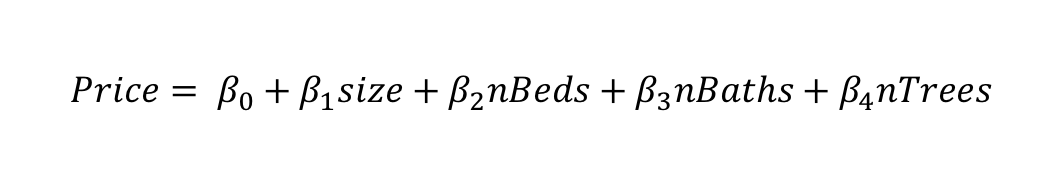 Price = β₀ + β₁size + β₂nBeds + β₃nBaths + β₄nTrees